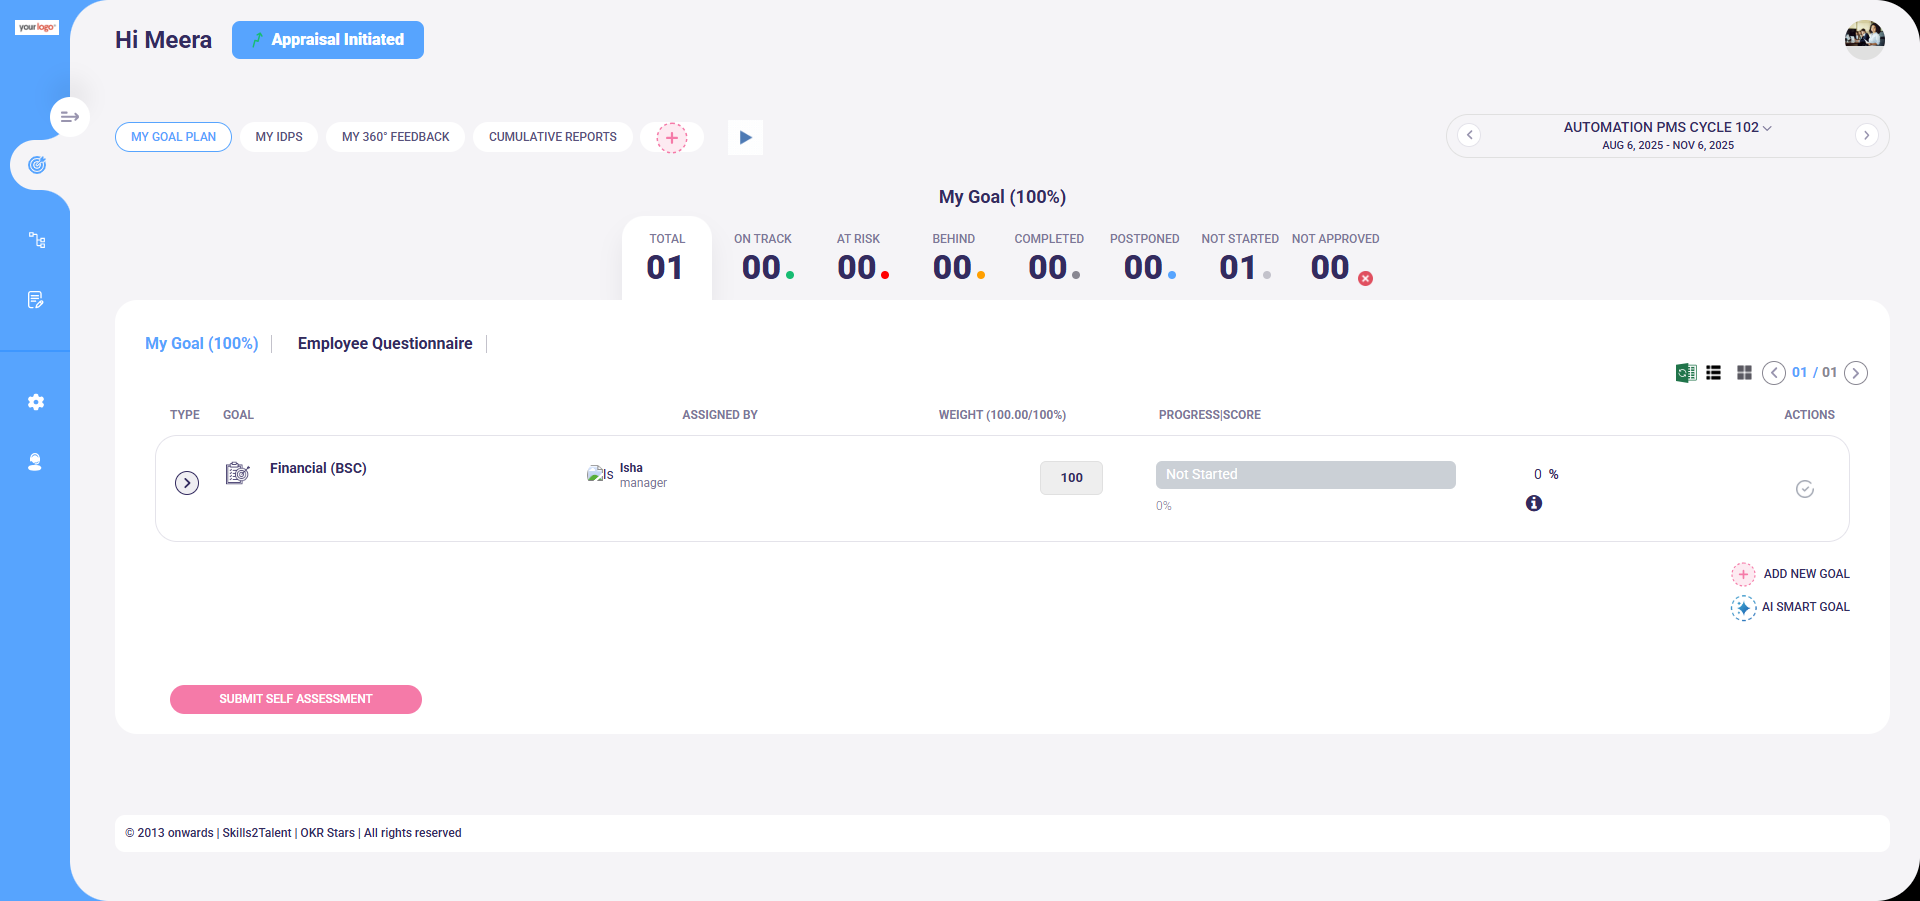 yourlogo
Hi Meera
Appraisal Initiated
MY GOAL PLAN
MY IDPS
MY 360° FEEDBACK
CUMULATIVE REPORTS
AUTOMATION PMS CYCLE 102
AUG 6, 2025 - NOV 6, 2025
My Goal (100%)
TOTAL
01
ON TRACK
00
AT RISK
00
BEHIND
00
COMPLETED
00
POSTPONED
00
NOT STARTED
01
NOT APPROVED
00
My Goal (100%)
Employee Questionnaire
01 / 01
TYPE GOAL ASSIGNED BY WEIGHT (100.00/100%) PROGRESS|SCORE ACTIONS
Financial (BSC)
Is
Isha
manager
100
Not Started
0%
0 %
ADD NEW GOAL
AI SMART GOAL
SUBMIT SELF ASSESSMENT
© 2013 onwards | Skills2Talent | OKR Stars | All rights reserved